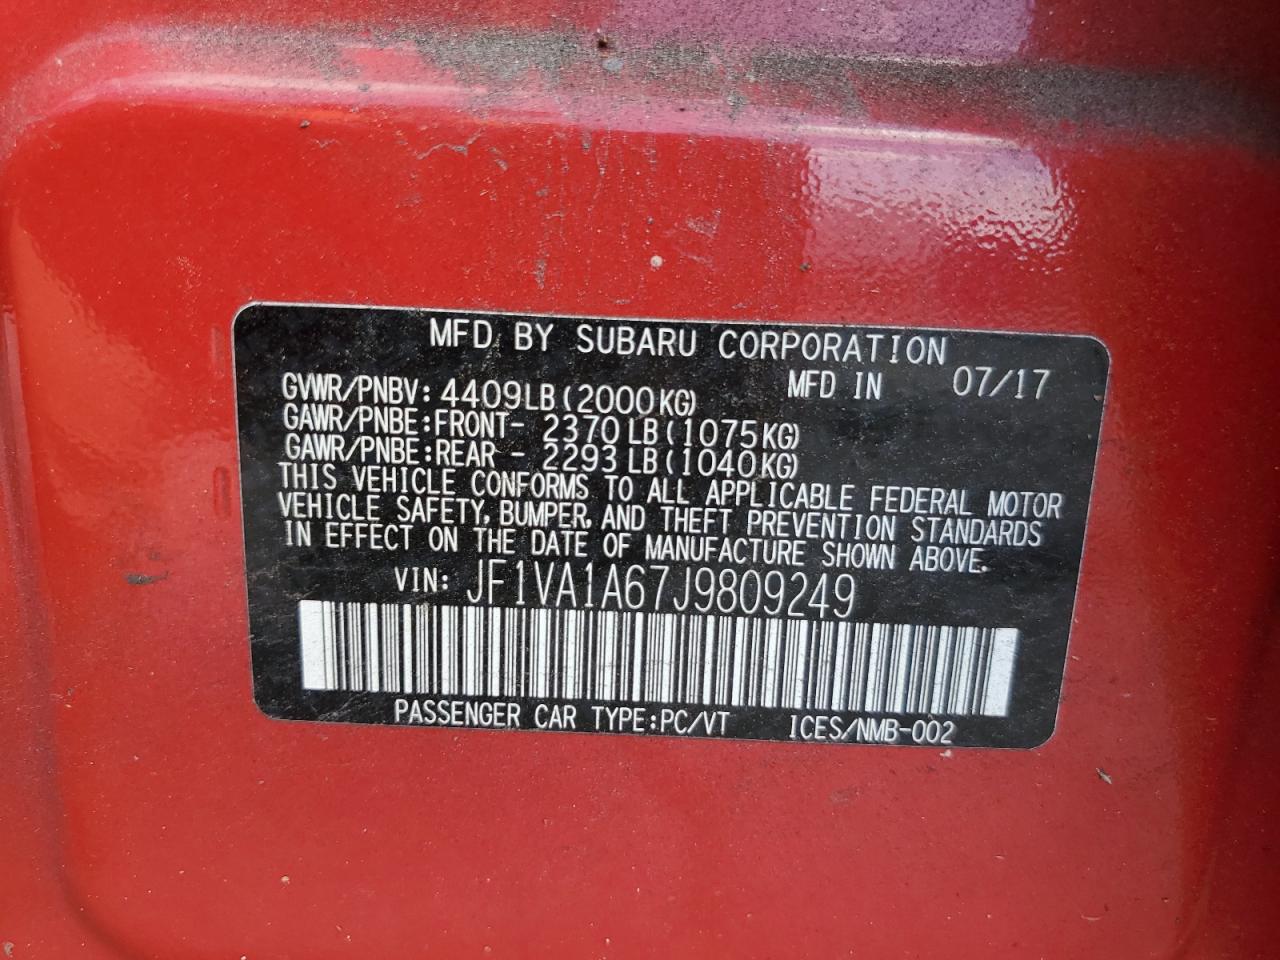 MFD BY SUBARU CORPORATION
GVWR/PNBV: 4409LB(2000KG) MFD IN 07/17
GAWR/PNBE:FRONT- 2370LB(1075KG)
GAWR/PNBE:REAR - 2293LB(1040KG)
THIS VEHICLE CONFORMS TO ALL APPLICABLE FEDERAL MOTOR
VEHICLE SAFETY, BUMPER, AND THEFT PREVENTION STANDARDS
IN EFFECT ON THE DATE OF MANUFACTURE SHOWN ABOVE.
VIN: JF1VA1A67J9809249
PASSENGER CAR TYPE:PC/VT ICES/NMB-002